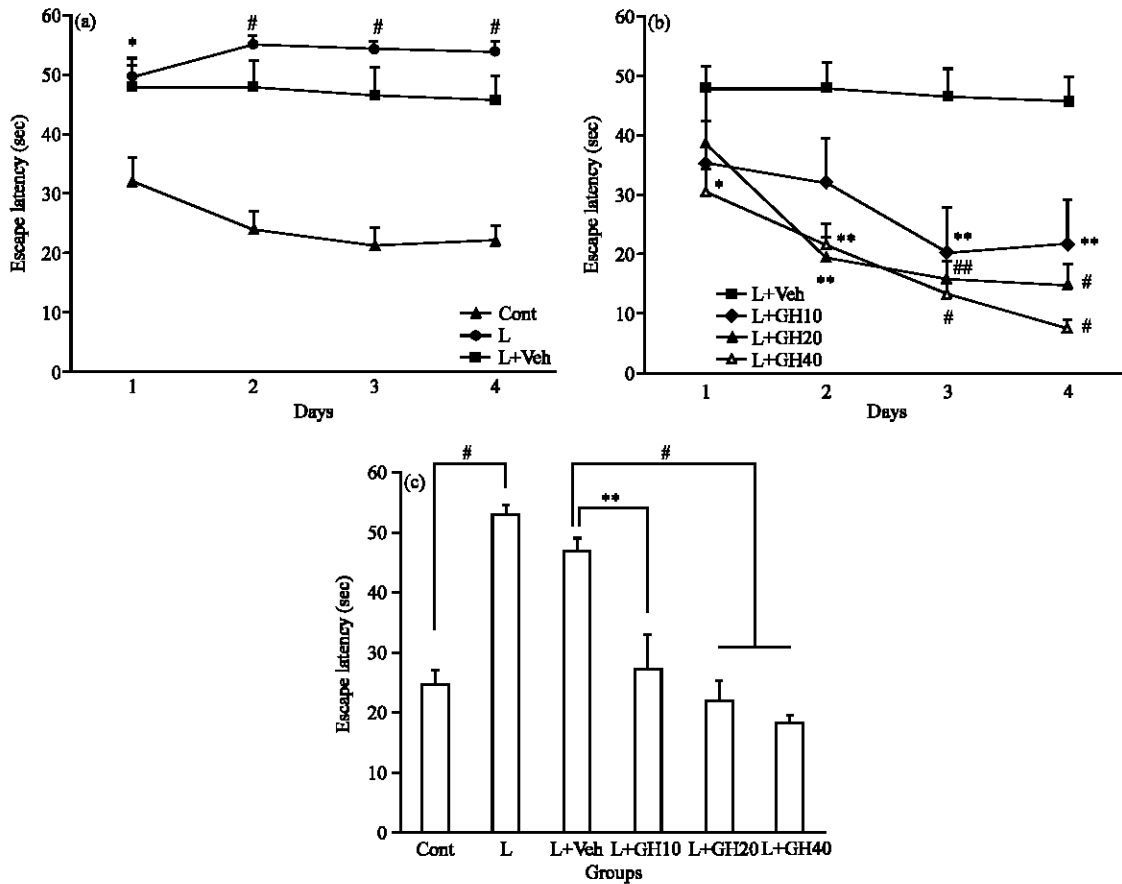 (a)
Escape latency (sec)
60
50
40
30
20
10
0
*
#
#
#
Cont
L
L+Veh
1 2 3 4
Days
(b)
Escape latency (sec)
60
50
40
30
20
10
0
*
**
**
**
**
##
#
#
#
L+Veh
L+GH10
L+GH20
L+GH40
1 2 3 4
Days
(c)
Escape latency (sec)
60
50
40
30
20
10
0
#
**
#
Cont L L+Veh L+GH10 L+GH20 L+GH40
Groups